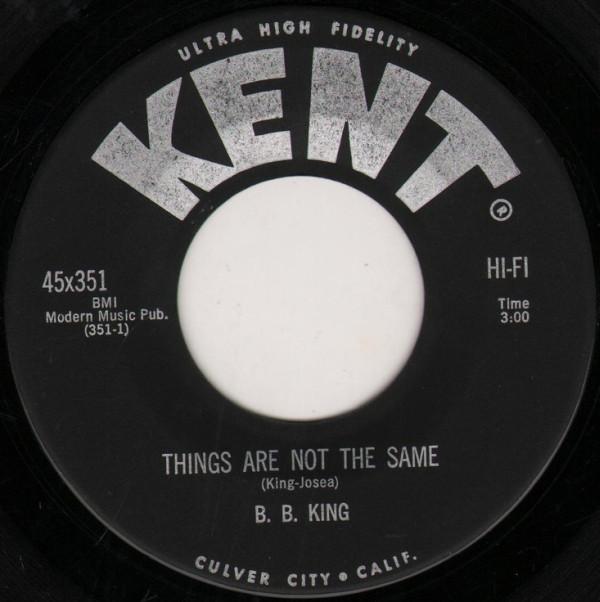 ULTRA HIGH FIDELITY
KENT
®
45x351
BMI
Modern Music Pub.
(351-1)
HI-FI
Time
3:00
THINGS ARE NOT THE SAME
(King-Josea)
B. B. KING
CULVER CITY • CALIF.